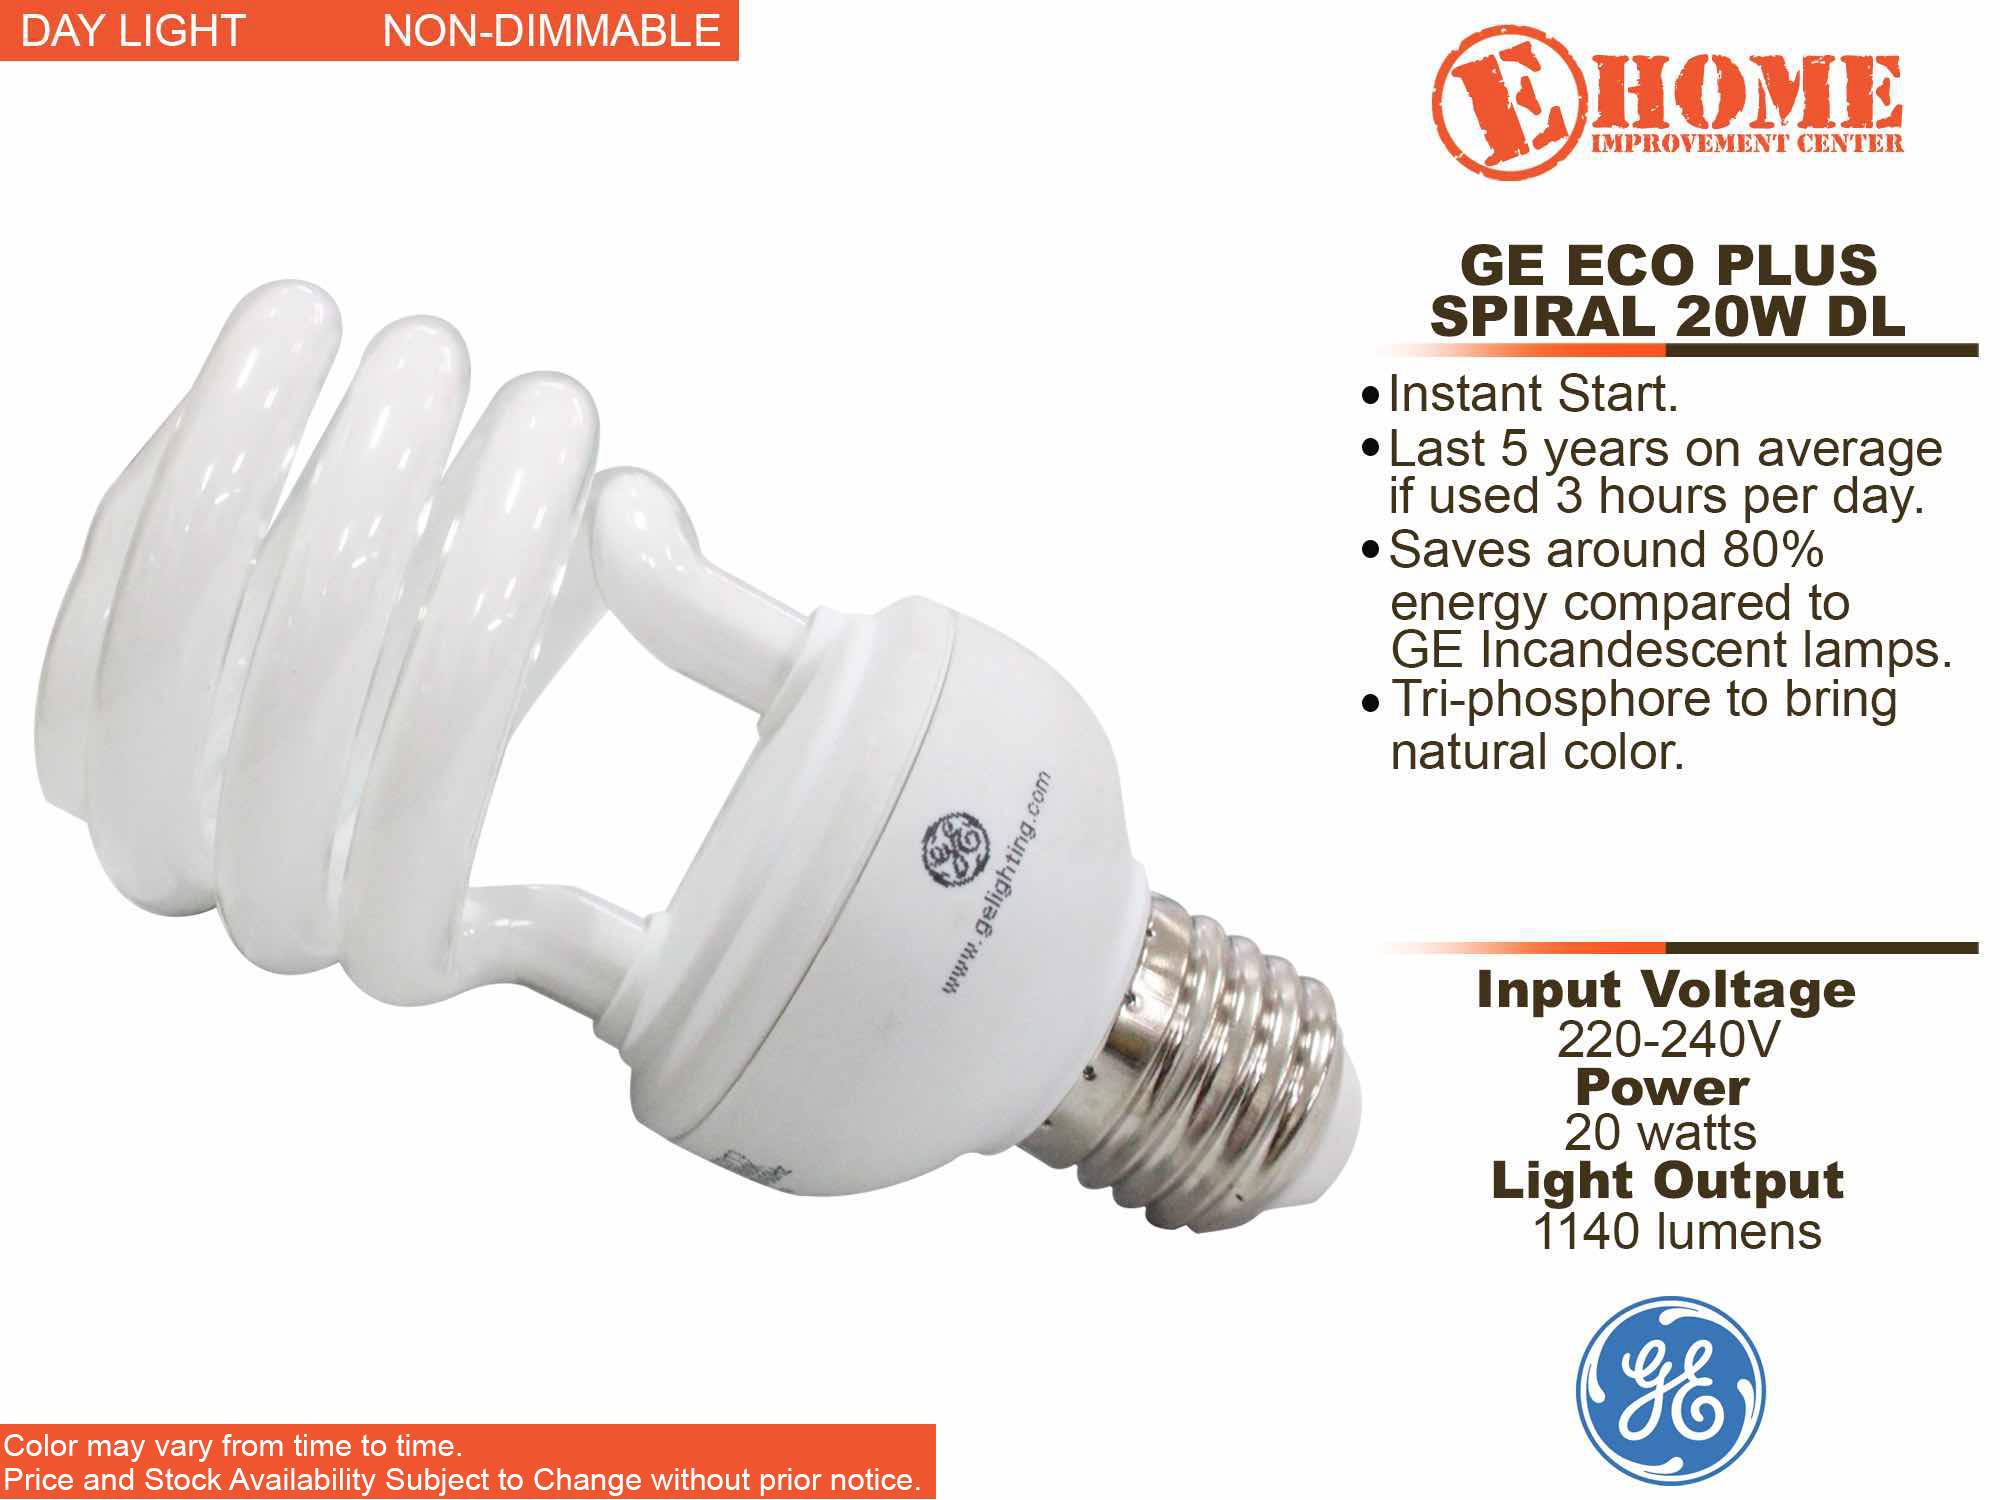 DAY LIGHT NON-DIMMABLE
E HOME
IMPROVEMENT CENTER
GE ECO PLUS
SPIRAL 20W DL
•Instant Start.
•Last 5 years on average
if used 3 hours per day.
•Saves around 80%
energy compared to
GE Incandescent lamps.
•Tri-phosphore to bring
natural color.
GE
www.gelighting.com
Input Voltage
220-240V
Power
20 watts
Light Output
1140 lumens
GE
Color may vary from time to time.
Price and Stock Availability Subject to Change without prior notice.